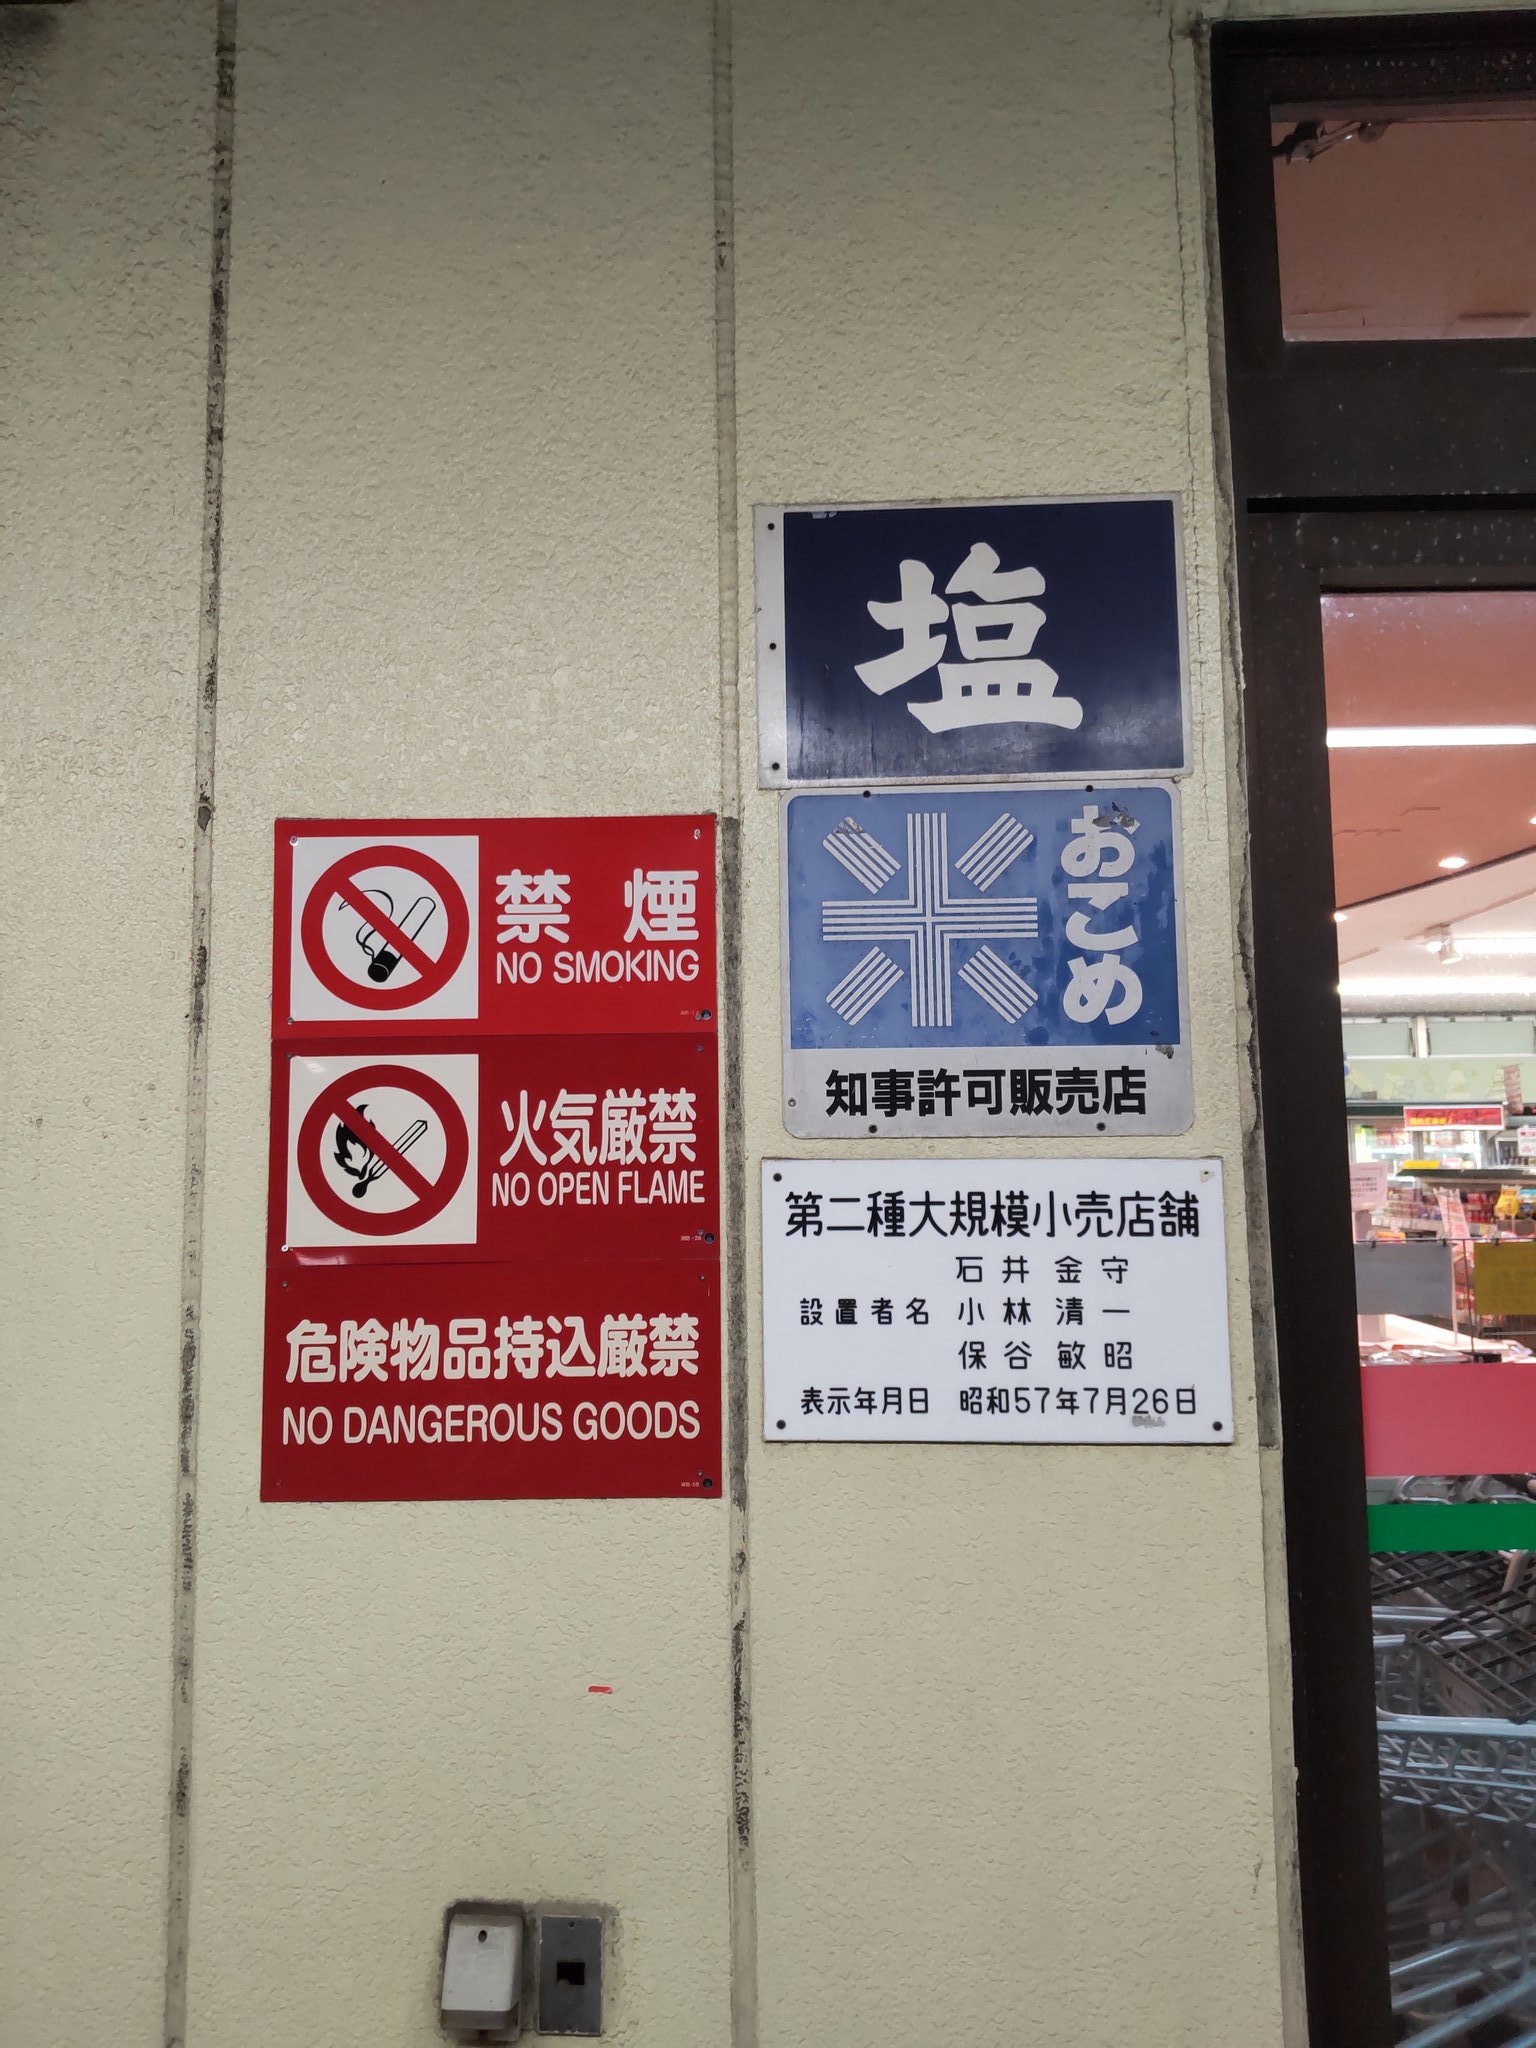 禁煙
NO SMOKING
火気厳禁
NO OPEN FLAME
危険物品持込厳禁
NO DANGEROUS GOODS
塩
おこめ
知事許可販売店
第二種大規模小売店舗
石井 金守
設置者名 小林 清一
保谷 敏昭
表示年月日 昭和57年7月26日